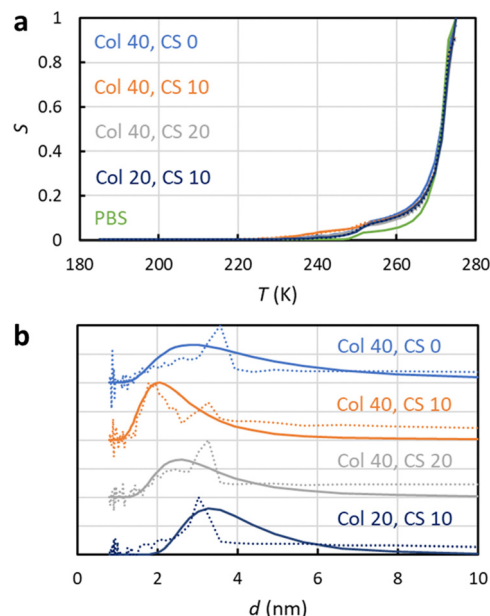 a
1
0.8
0.6
0.4
0.2
0
S
Col 40, CS 0
Col 40, CS 10
Col 40, CS 20
Col 20, CS 10
PBS
180 200 220 240 260 280
T (K)
b
Col 40, CS 0
Col 40, CS 10
Col 40, CS 20
Col 20, CS 10
0 2 4 6 8 10
d (nm)